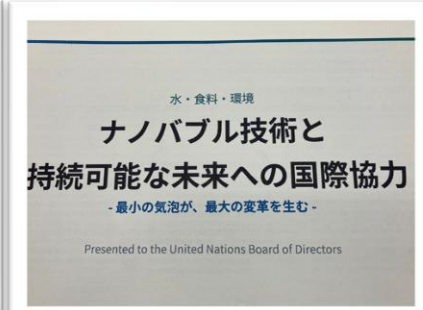 水・食料・環境
ナノバブル技術と
持続可能な未来への国際協力
- 最小の気泡が、最大の変革を生む -
Presented to the United Nations Board of Directors